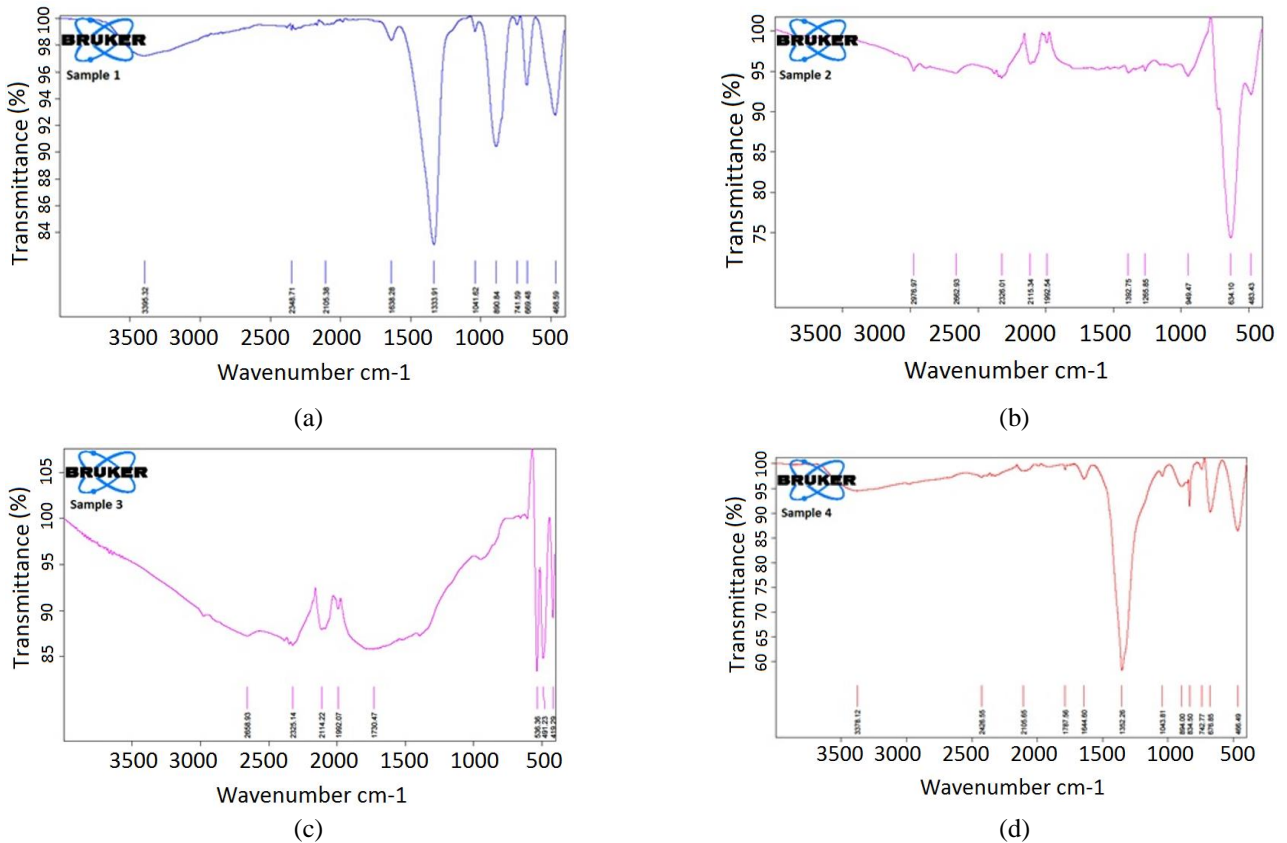 BRUKER
Sample 1
Transmittance (%)
100
98
96
94
92
90
88
86
84
3395.32
2348.71
2105.38
1638.28
1333.91
1041.62
890.84
741.59
669.48
468.59
3500 3000 2500 2000 1500 1000 500
Wavenumber cm-1
(a)
BRUKER
Sample 2
Transmittance (%)
100
95
90
85
80
75
2976.97
2662.93
2326.01
2115.34
1992.54
1392.75
1265.85
949.47
634.10
483.43
3500 3000 2500 2000 1500 1000 500
Wavenumber cm-1
(b)
BRUKER
Sample 3
Transmittance (%)
105
100
95
90
85
2658.93
2325.14
2114.22
1992.07
1730.47
536.36
491.23
419.29
3500 3000 2500 2000 1500 1000 500
Wavenumber cm-1
(c)
BRUKER
Sample 4
Transmittance (%)
100
95
90
85
80
75
70
65
60
3378.12
2426.55
2105.65
1787.56
1644.60
1352.26
1043.81
894.00
834.50
742.77
676.85
466.49
3500 3000 2500 2000 1500 1000 500
Wavenumber cm-1
(d)